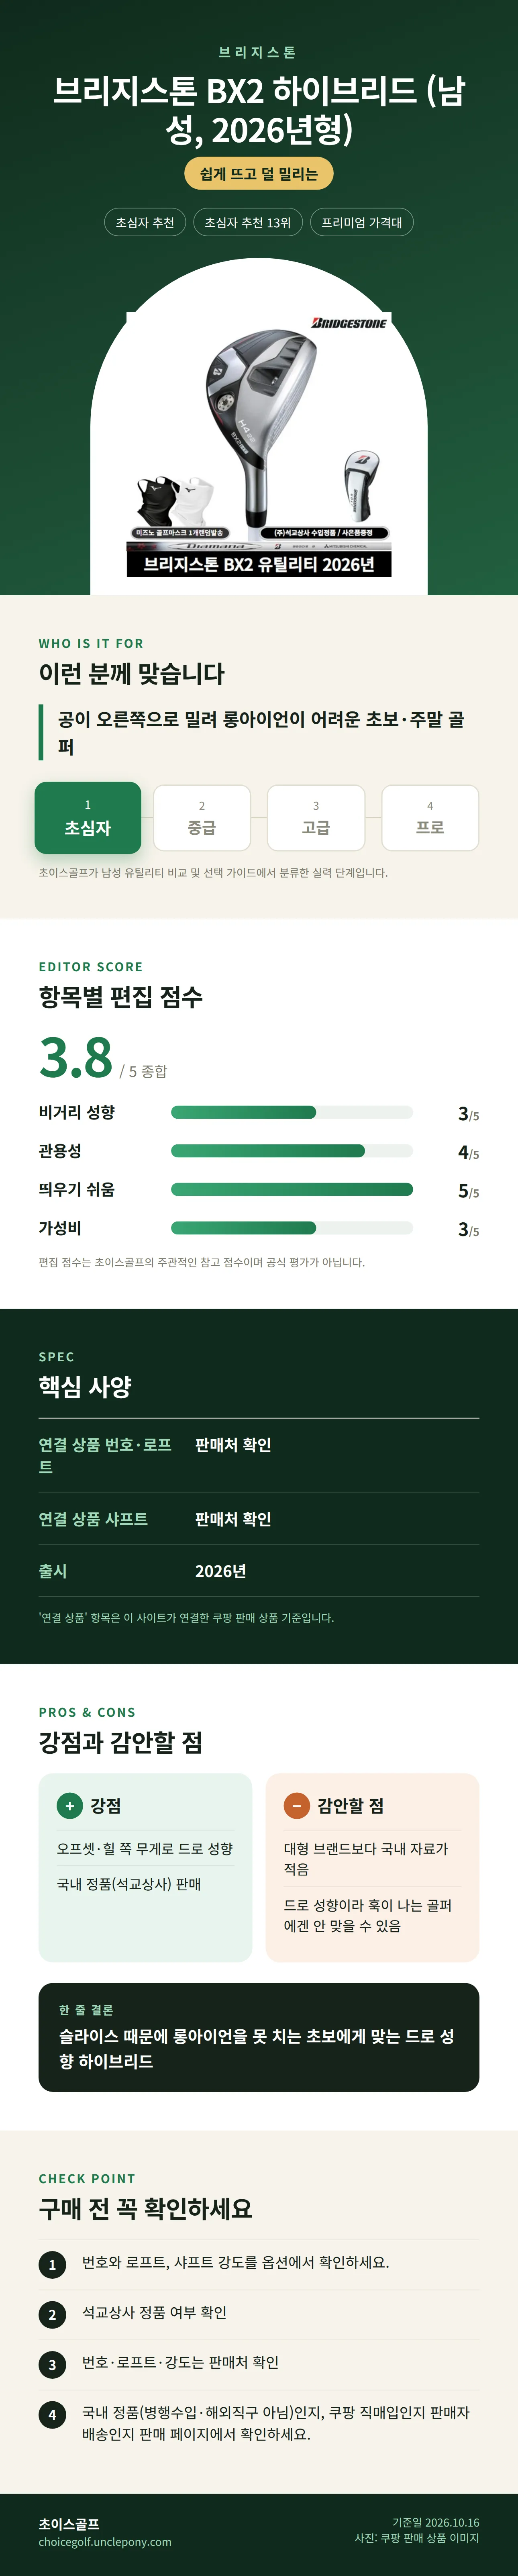 브리지스톤
브리지스톤 BX2 하이브리드 (남
성, 2026년형)
쉽게 뜨고 덜 밀리는
초심자 추천
초심자 추천 13위
프리미엄 가격대
BRIDGESTONE
미즈노 골프마스크 1개랜덤발송
(주)석교상사 수입정품 / 사은품증정
Diamana
브리지스톤 BX2 유틸리티 2026년
WHO IS IT FOR
이런 분께 맞습니다
공이 오른쪽으로 밀려 롱아이언이 어려운 초보·주말 골
퍼
1
초심자
2
중급
3
고급
4
프로
초이스골프가 남성 유틸리티 비교 및 선택 가이드에서 분류한 실력 단계입니다.
EDITOR SCORE
항목별 편집 점수
3.8 / 5 종합
비거리 성향 3/5
관용성 4/5
띄우기 쉬움 5/5
가성비 3/5
편집 점수는 초이스골프의 주관적인 참고 점수이며 공식 평가가 아닙니다.
SPEC
핵심 사양
연결 상품 번호·로프
트
판매처 확인
연결 상품 샤프트 판매처 확인
출시 2026년
'연결 상품' 항목은 이 사이트가 연결한 쿠팡 판매 상품 기준입니다.
PROS & CONS
강점과 감안할 점
+ 강점
오프셋·힐 쪽 무게로 드로 성향
국내 정품(석교상사) 판매
− 감안할 점
대형 브랜드보다 국내 자료가
적음
드로 성향이라 훅이 나는 골퍼
에겐 안 맞을 수 있음
한 줄 결론
슬라이스 때문에 롱아이언을 못 치는 초보에게 맞는 드로 성
향 하이브리드
CHECK POINT
구매 전 꼭 확인하세요
1 번호와 로프트, 샤프트 강도를 옵션에서 확인하세요.
2 석교상사 정품 여부 확인
3 번호·로프트·강도는 판매처 확인
4 국내 정품(병행수입·해외직구 아님)인지, 쿠팡 직매입인지 판매자
배송인지 판매 페이지에서 확인하세요.
초이스골프
choicegolf.unclepony.com
기준일 2026.10.16
사진: 쿠팡 판매 상품 이미지